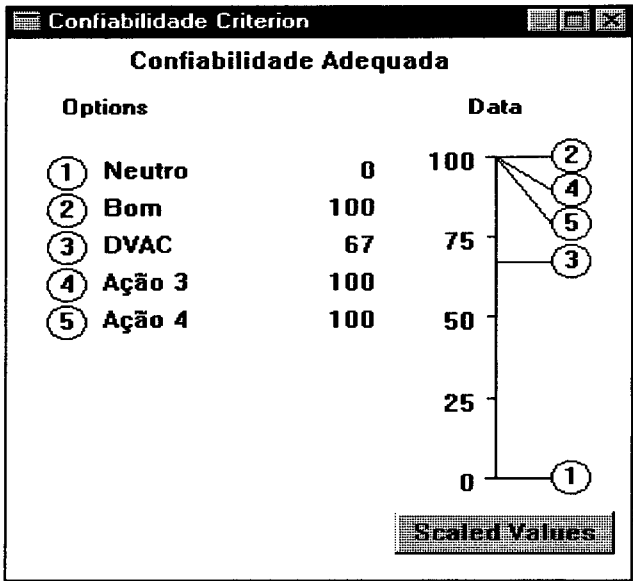 Confiabilidade Criterion
Confiabilidade Adequada
Options Data
1 Neutro 0
2 Bom 100
3 DVAC 67
4 Ação 3 100
5 Ação 4 100
100 2
4
5
75 3
50
25
0 1
Scaled Values